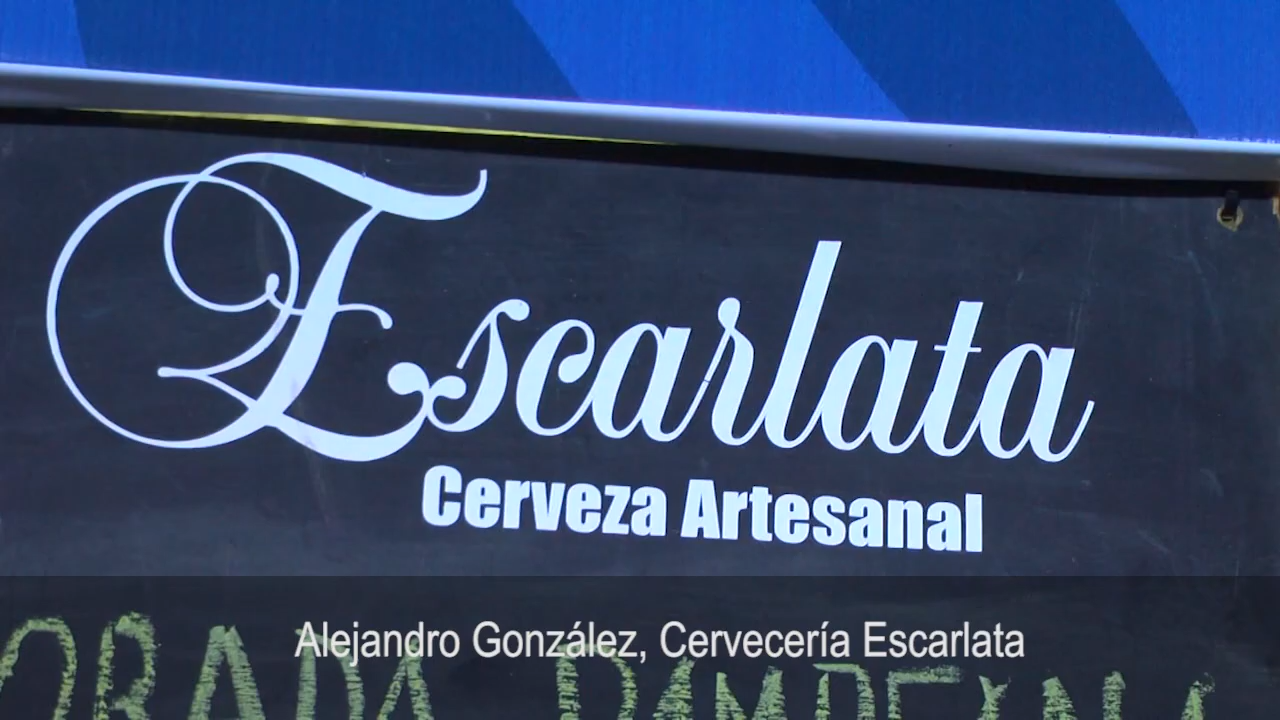 Escarlata
Cerveza Artesanal
Alejandro González, Cervecería Escarlata